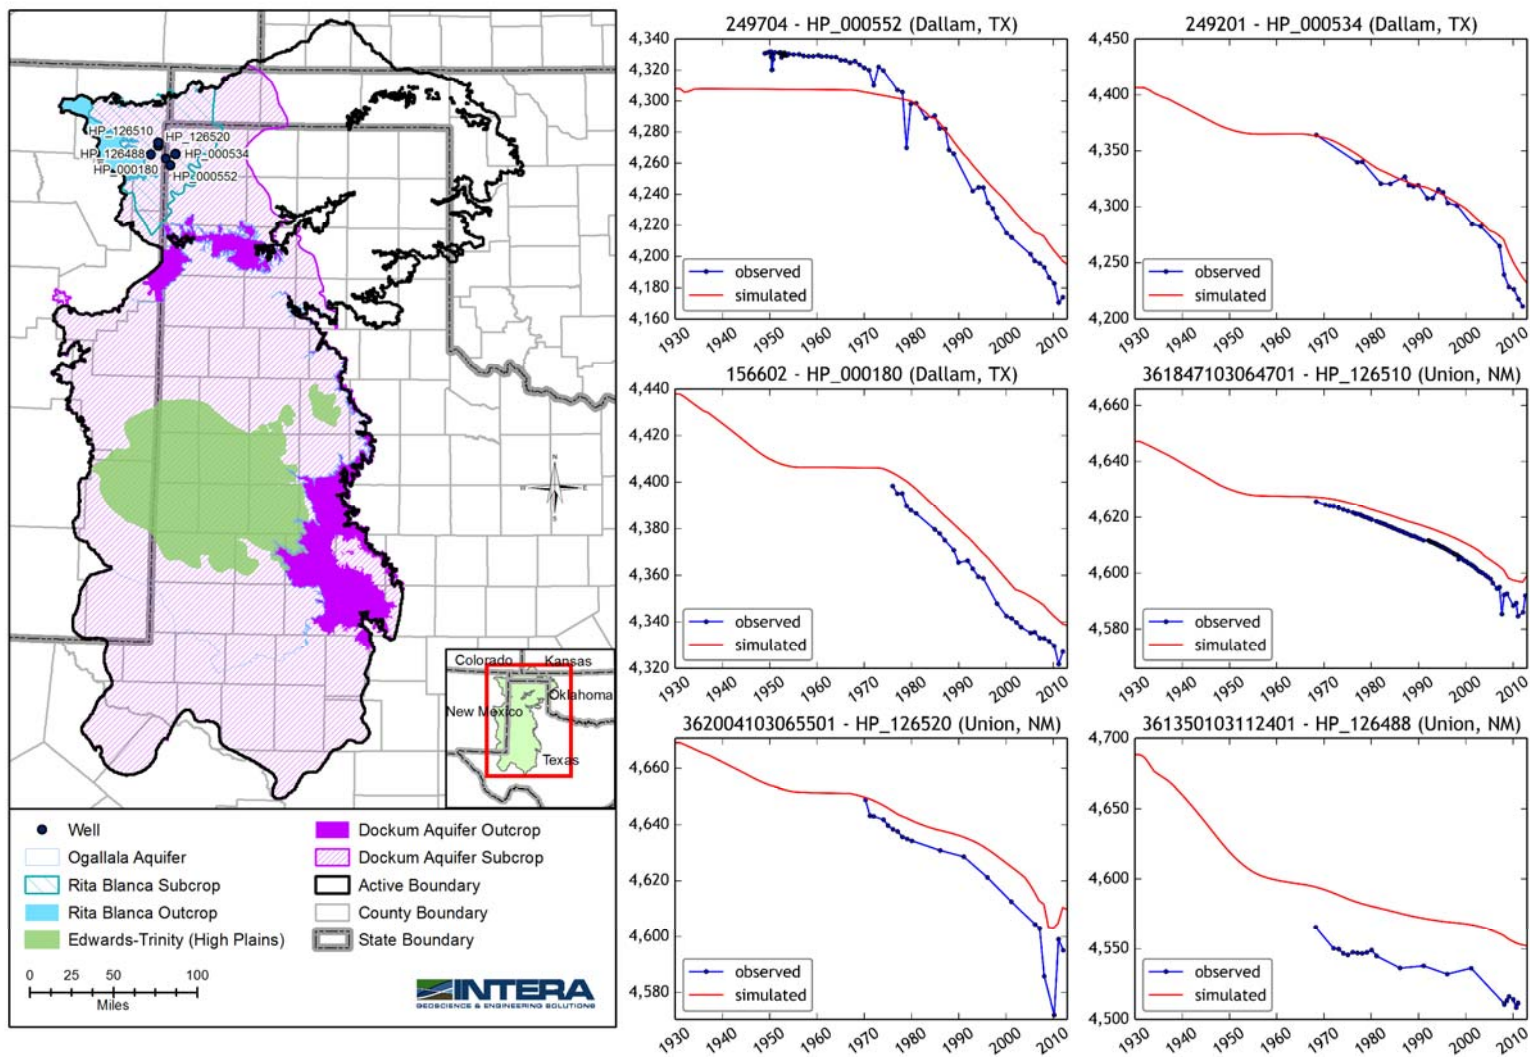 HP_126510
HP_126520
HP_126488
HP_000534
HP_000180
HP_000552
N
W
E
S
Colorado
Kansas
Oklahoma
New Mexico
Texas
Well
Ogallala Aquifer
Rita Blanca Subcrop
Rita Blanca Outcrop
Edwards-Trinity (High Plains)
Dockum Aquifer Outcrop
Dockum Aquifer Subcrop
Active Boundary
County Boundary
State Boundary
0 25 50 100
Miles
INTERA
GEOSCIENCE & ENGINEERING SOLUTIONS
249704 - HP_000552 (Dallam, TX)
4,340
4,320
4,300
4,280
4,260
4,240
4,220
4,200
4,180
4,160
observed
simulated
1930 1940 1950 1960 1970 1980 1990 2000 2010
249201 - HP_000534 (Dallam, TX)
4,450
4,400
4,350
4,300
4,250
4,200
observed
simulated
1930 1940 1950 1960 1970 1980 1990 2000 2010
156602 - HP_000180 (Dallam, TX)
4,440
4,420
4,400
4,380
4,360
4,340
4,320
observed
simulated
1930 1940 1950 1960 1970 1980 1990 2000 2010
361847103064701 - HP_126510 (Union, NM)
4,660
4,640
4,620
4,600
4,580
observed
simulated
1930 1940 1950 1960 1970 1980 1990 2000 2010
362004103065501 - HP_126520 (Union, NM)
4,660
4,640
4,620
4,600
4,580
observed
simulated
1930 1940 1950 1960 1970 1980 1990 2000 2010
361350103112401 - HP_126488 (Union, NM)
4,700
4,650
4,600
4,550
4,500
observed
simulated
1930 1940 1950 1960 1970 1980 1990 2000 2010